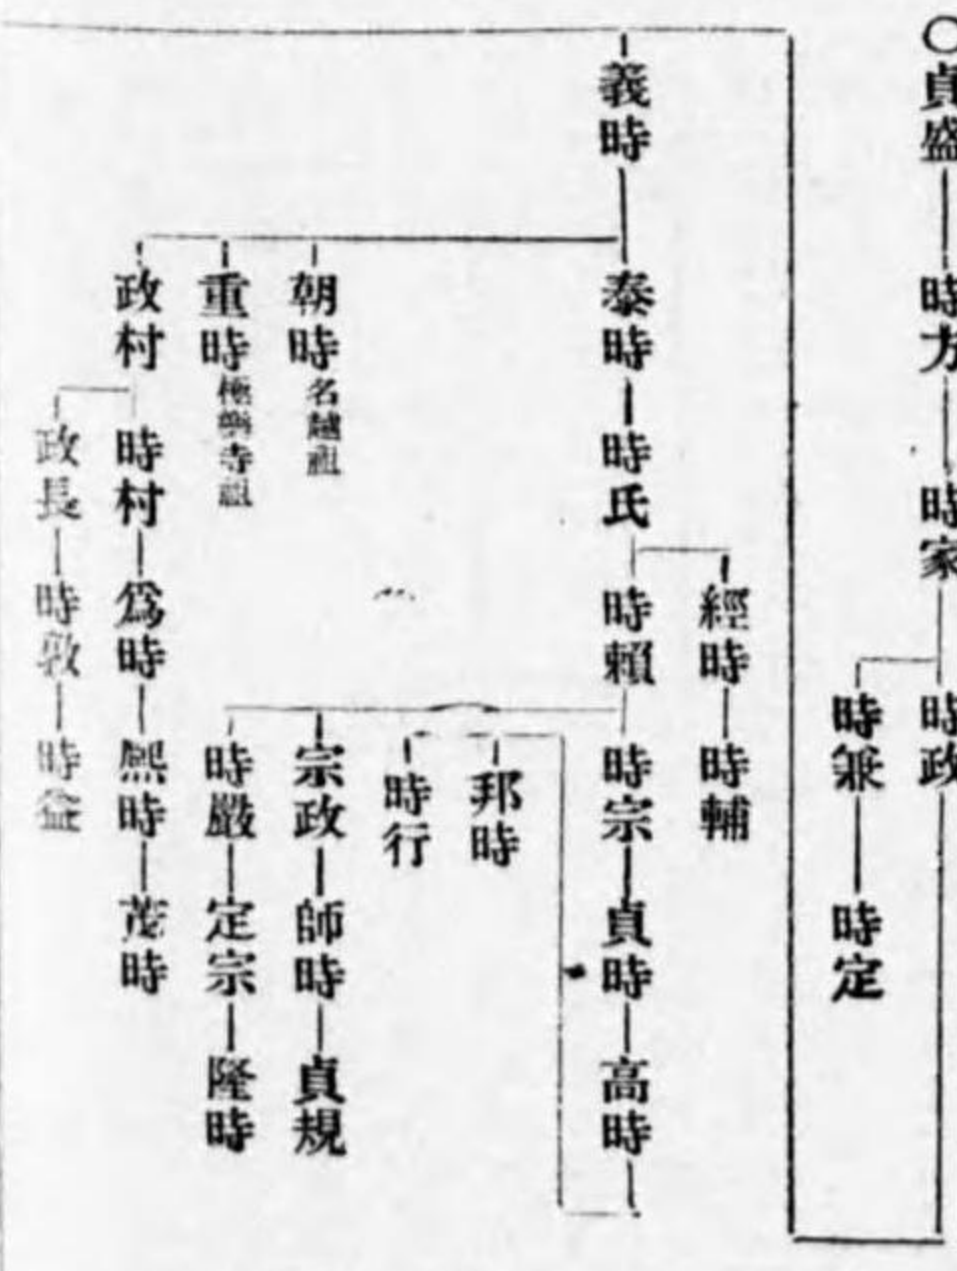 〇貞盛
時方
時家
時政
時兼
時定
義時
泰時
時氏
經時
時輔
時賴
時宗
貞時
高時
邦時
時行
宗政
師時
貞規
時嚴
定宗
隆時
朝時 名越祖
重時 極樂寺祖
政村
時村
爲時
熈時
茂時
政長
時敦
時益